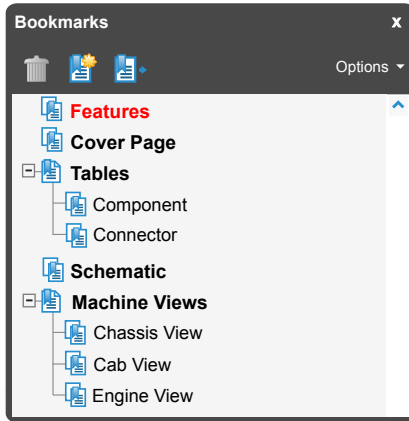 Bookmarks x
Options
Features
Cover Page
Tables
Component
Connector
Schematic
Machine Views
Chassis View
Cab View
Engine View